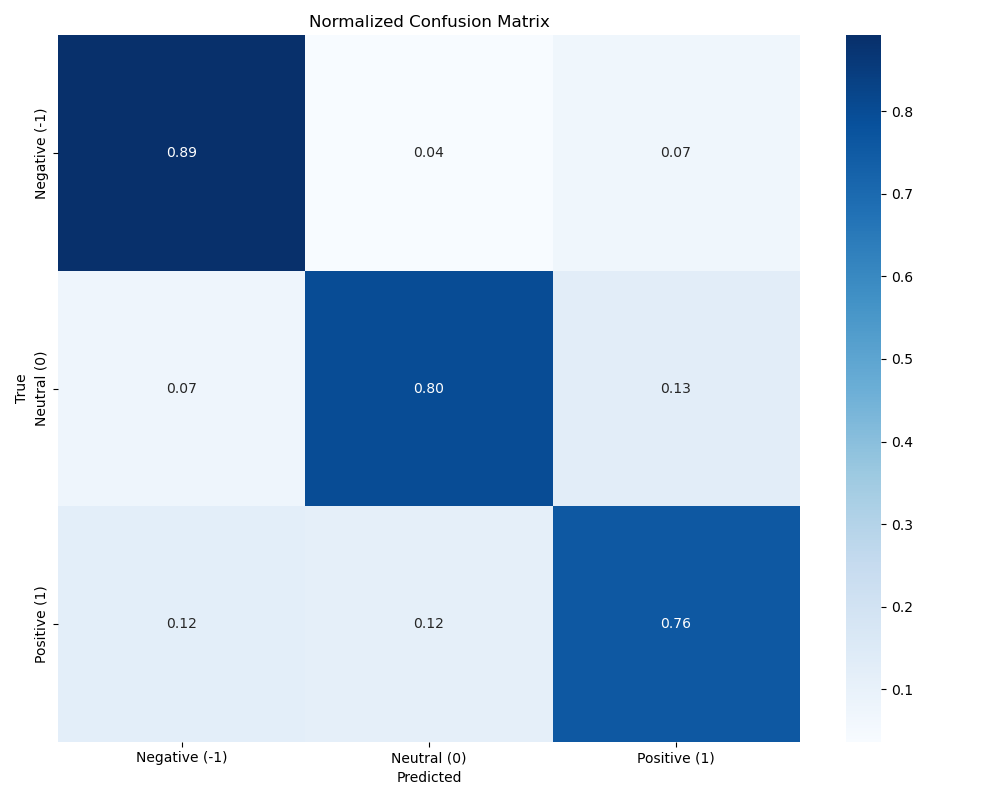 Normalized Confusion Matrix
True
Negative (-1)
0.89 0.04 0.07
Neutral (0)
0.07 0.80 0.13
Positive (1)
0.12 0.12 0.76
Negative (-1) Neutral (0) Positive (1)
Predicted
0.8
0.7
0.6
0.5
0.4
0.3
0.2
0.1